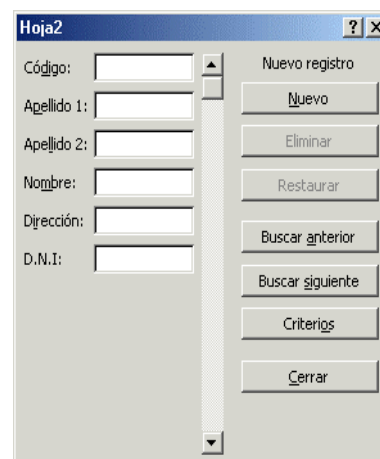 Hoja2
Código:
Apellido 1:
Apellido 2:
Nombre:
Dirección:
D.N.I:
Nuevo registro
Nuevo
Eliminar
Restaurar
Buscar anterior
Buscar siguiente
Criterios
Cerrar